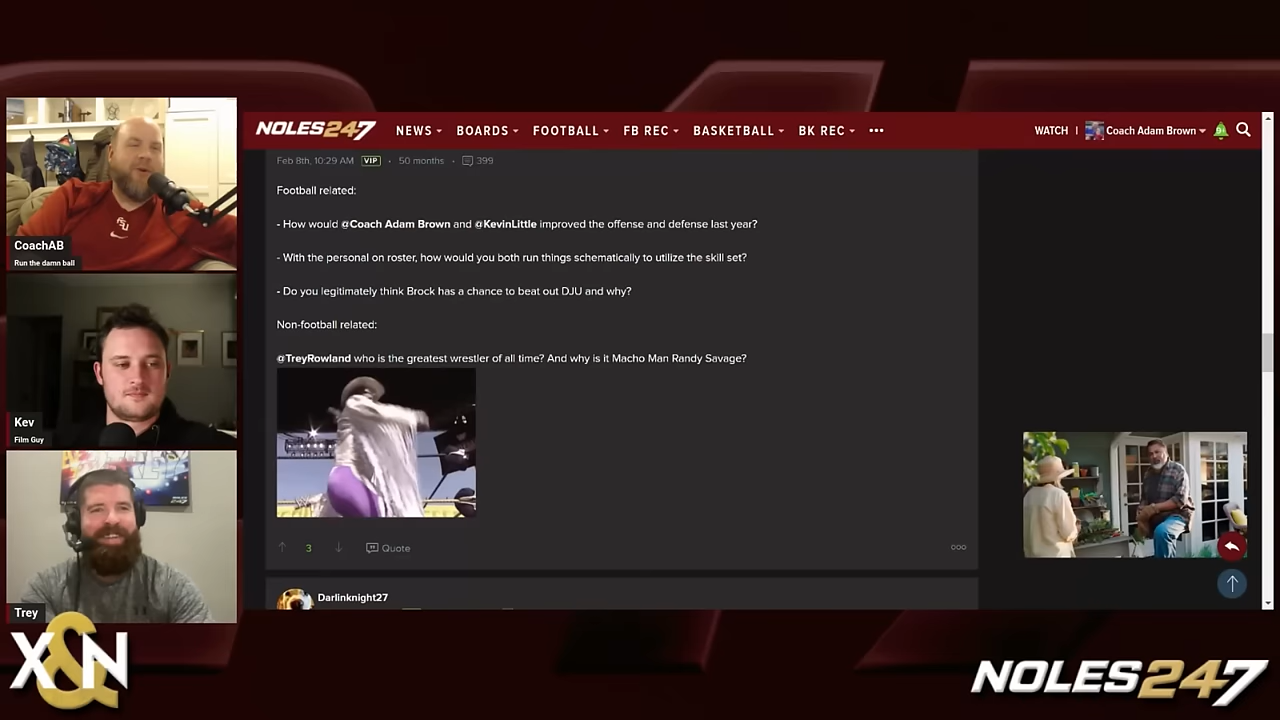 NOLES247
NEWS
BOARDS
FOOTBALL
FB REC
BASKETBALL
BK REC
•••
WATCH | Coach Adam Brown
Feb 8th, 10:29 AM VIP · 50 months · 399
Football related:
- How would @Coach Adam Brown and @KevinLittle improved the offense and defense last year?
- With the personal on roster, how would you both run things schematically to utilize the skill set?
- Do you legitimately think Brock has a chance to beat out DJU and why?
Non-football related:
@TreyRowland who is the greatest wrestler of all time? And why is it Macho Man Randy Savage?
3
Quote
Darlinknight27
FSU
CoachAB
Run the damn ball
Kev
Film Guy
Trey
X&N
NOLES247